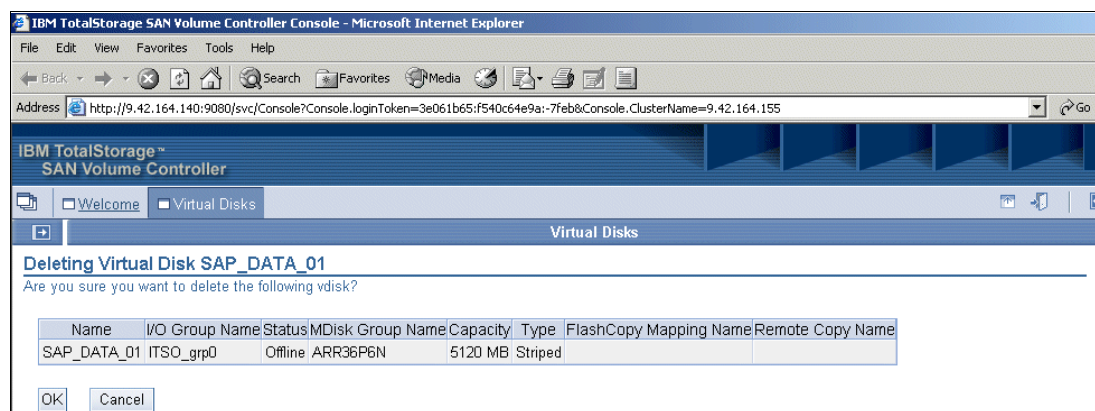 IBM TotalStorage SAN Volume Controller Console - Microsoft Internet Explorer
File Edit View Favorites Tools Help
Back Search Favorites Media
Address http://9.42.164.140:9080/svc/Console?Console.loginToken=3e061b65:f540c64e9a:-7feb&Console.ClusterName=9.42.164.155 Go
IBM TotalStorage™
SAN Volume Controller
Welcome Virtual Disks
Virtual Disks
Deleting Virtual Disk SAP_DATA_01
Are you sure you want to delete the following vdisk?
Name I/O Group Name Status MDisk Group Name Capacity Type FlashCopy Mapping Name Remote Copy Name
SAP_DATA_01 ITSO_grp0 Offline ARR36P6N 5120 MB Striped
OK Cancel